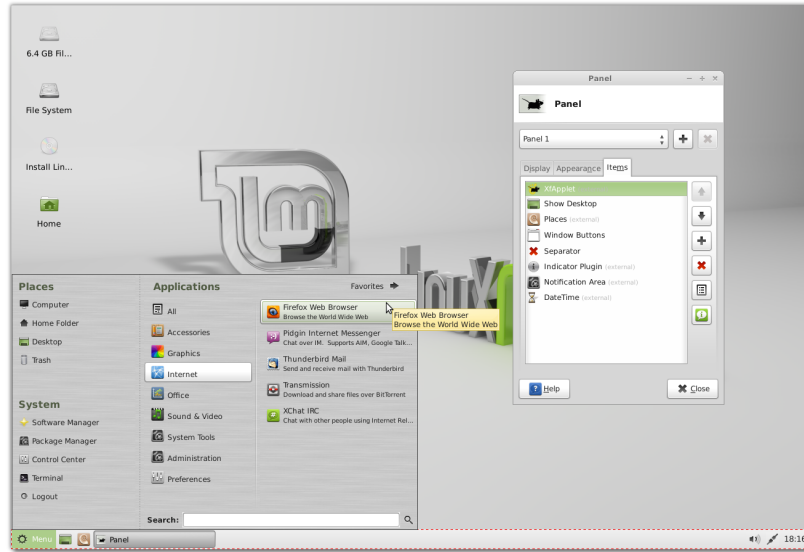 6.4 GB Fil...
File System
Install Lin...
Home
Panel
Panel
Panel 1
Display Appearance Items
XfApplet
Show Desktop
Places (external)
Window Buttons
Separator
Indicator Plugin (external)
Notification Area (external)
DateTime (external)
Help
Close
Places
Computer
Home Folder
Desktop
Trash
System
Software Manager
Package Manager
Control Center
Terminal
Logout
Applications
Favorites
All
Accessories
Graphics
Internet
Office
Sound & Video
System Tools
Administration
Preferences
Firefox Web Browser
Browse the World Wide Web
Firefox Web Browser
Browse the World Wide Web
Pidgin Internet Messenger
Chat over IM. Supports AIM, Google Talk...
Thunderbird Mail
Send and receive mail with Thunderbird
Transmission
Download and share files over BitTorrent
XChat IRC
Chat with other people using Internet Rel...
Search:
Menu
Panel
18:16